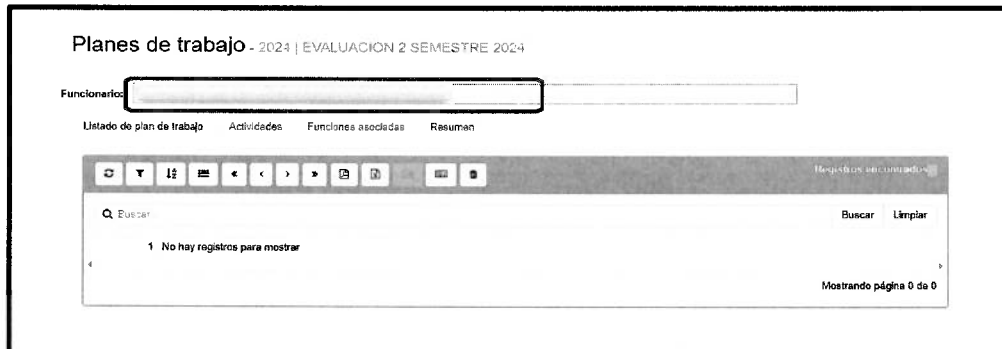 Planes de trabajo - 2024 | EVALUACION 2 SEMESTRE 2024
Funcionario:
Listado de plan de trabajo Actividades Funciones asociadas Resumen
Registros encontrados
Buscar Buscar Limpiar
1 No hay registros para mostrar
Mostrando página 0 de 0